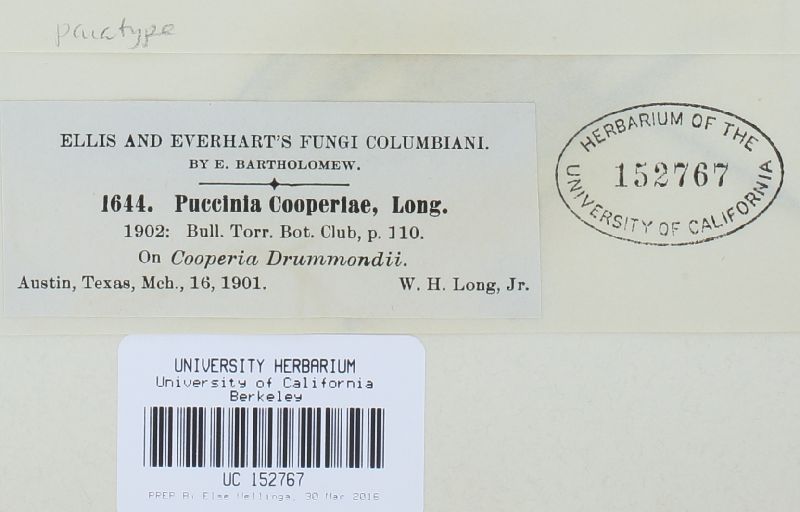 paratype
ELLIS AND EVERHART'S FUNGI COLUMBIANI.
BY E. BARTHOLOMEW.
1644. Puccinia Cooperiae, Long.
1902: Bull. Torr. Bot. Club, p. 110.
On Cooperia Drummondii.
Austin, Texas, Mch., 16, 1901. W. H. Long, Jr.
HERBARIUM OF THE
152767
UNIVERSITY OF CALIFORNIA
UNIVERSITY HERBARIUM
University of California
Berkeley
UC 152767
PREP By Else Vellinga, 30 Mar 2016